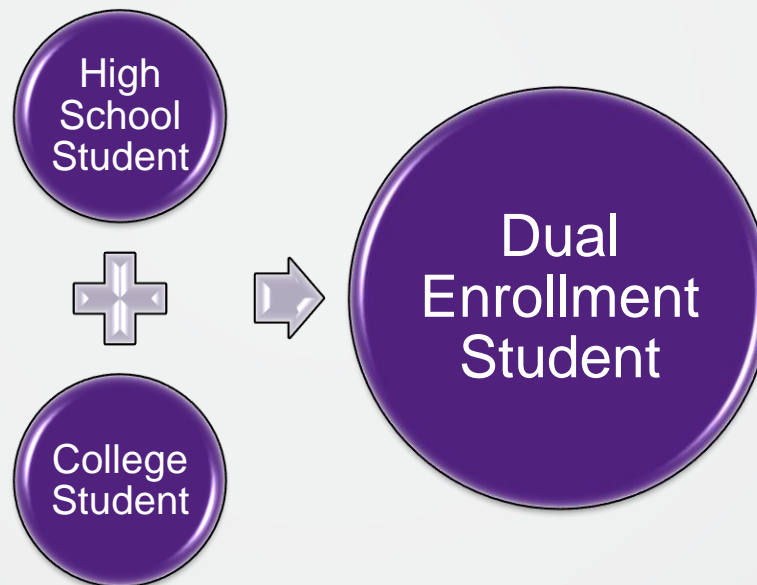 High
School
Student
College
Student
Dual
Enrollment
Student